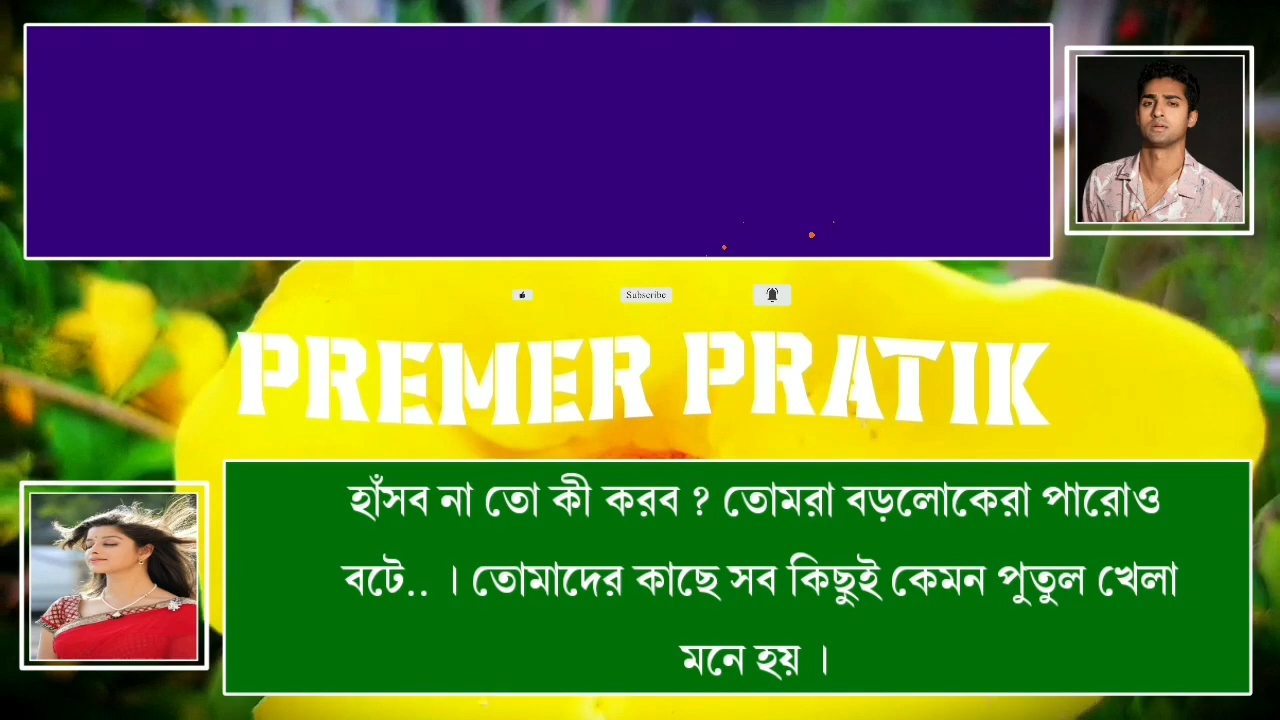 Subscribe
PREMER PRATIK
হাঁসব না তো কী করব ? তোমরা বড়লোকেরা পারোও
বটে.. । তোমাদের কাছে সব কিছুই কেমন পুতুল খেলা
মনে হয় ।